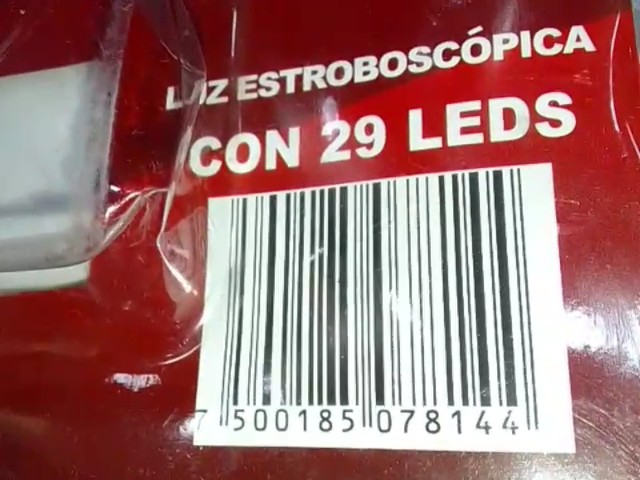 LUZ ESTROBOSCÓPICA
CON 29 LEDS
7 500185 078144